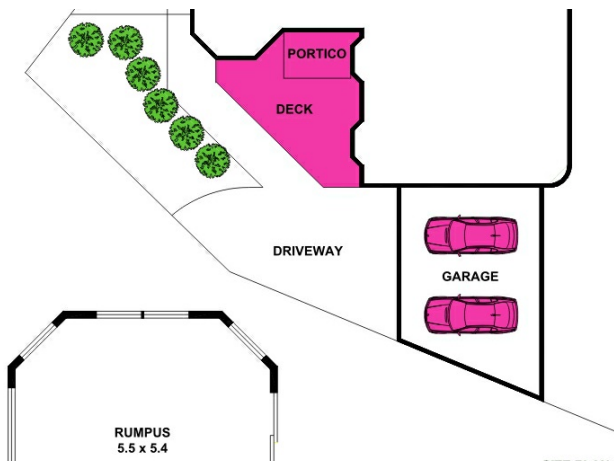 PORTICO
DECK
DRIVEWAY
GARAGE
RUMPUS
5.5 x 5.4